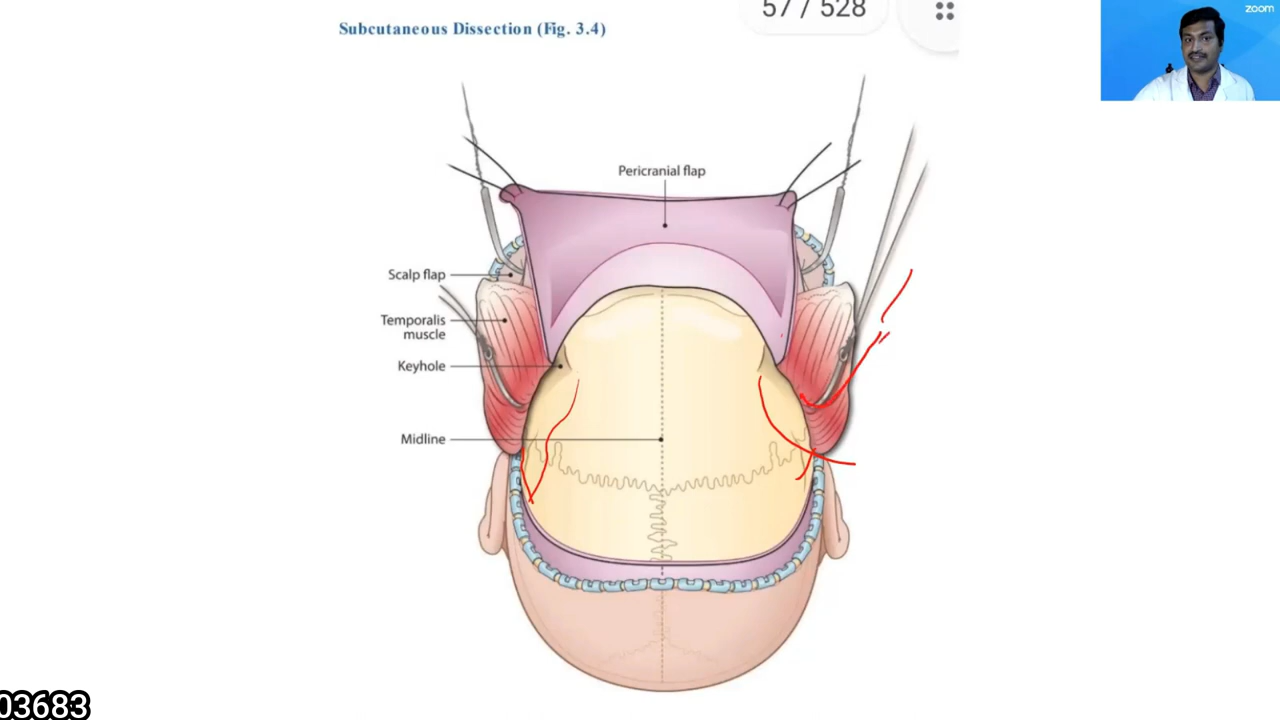 57 / 528
zoom
Subcutaneous Dissection (Fig. 3.4)
Pericranial flap
Scalp flap
Temporalis
muscle
Keyhole
Midline
03683